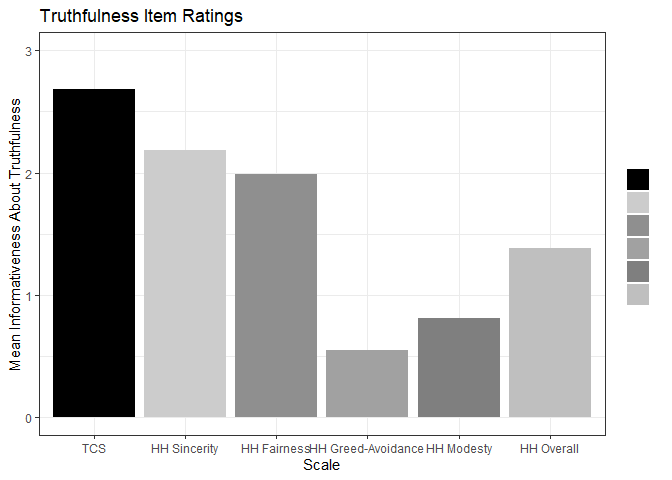 Truthfulness Item Ratings
Mean Informativeness About Truthfulness
3
2
1
0
TCS HH Sincerity HH Fairness HH Greed-Avoidance HH Modesty HH Overall
Scale